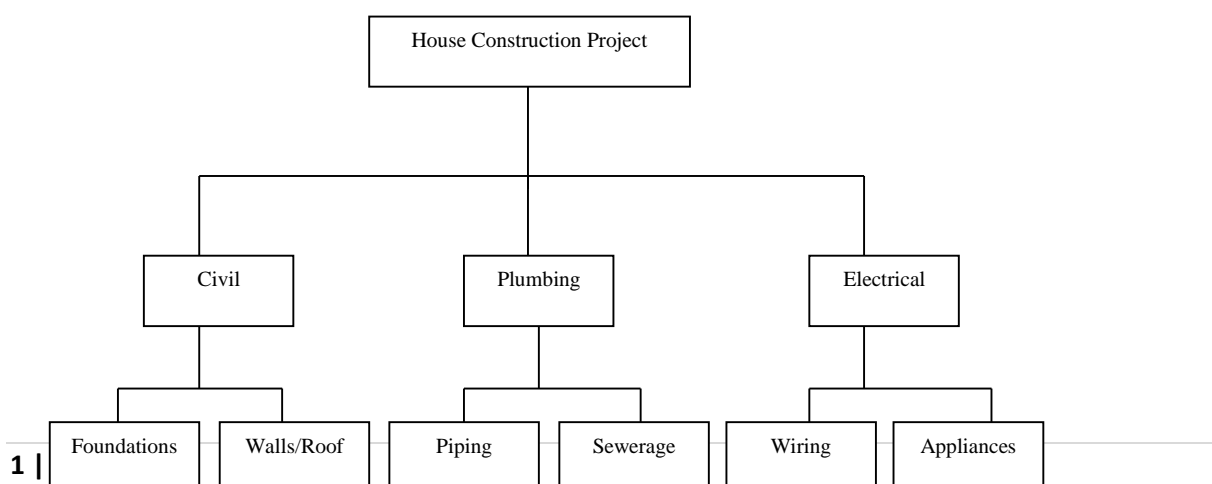 House Construction Project
Civil
Plumbing
Electrical
Foundations
Walls/Roof
Piping
Sewerage
Wiring
Appliances
1 |